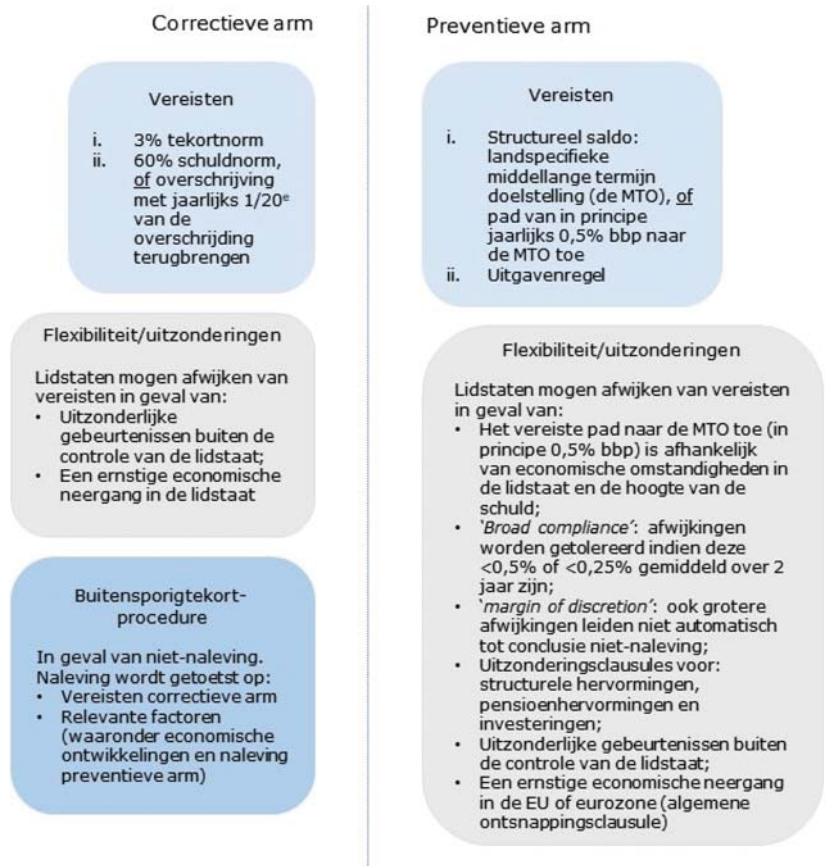 Correctieve arm
Vereisten
i. 3% tekortnorm
ii. 60% schuldnorm,
of overschrijving
met jaarlijks 1/20e
van de
overschrijding
terugbrengen
Flexibiliteit/uitzonderingen
Lidstaten mogen afwijken van
vereisten in geval van:
• Uitzonderlijke
gebeurtenissen buiten de
controle van de lidstaat;
• Een ernstige economische
neergang in de lidstaat
Buitensporigtekort-
procedure
In geval van niet-naleving.
Naleving wordt getoetst op:
• Vereisten correctieve arm
• Relevante factoren
(waaronder economische
ontwikkelingen en naleving
preventieve arm)
Preventieve arm
Vereisten
i. Structureel saldo:
landspecifieke
middellange termijn
doelstelling (de MTO), of
pad van in principe
jaarlijks 0,5% bbp naar
de MTO toe
ii. Uitgavenregel
Flexibiliteit/uitzonderingen
Lidstaten mogen afwijken van vereisten
in geval van:
• Het vereiste pad naar de MTO toe (in
principe 0,5% bbp) is afhankelijk
van economische omstandigheden in
de lidstaat en de hoogte van de
schuld;
• ‘Broad compliance’: afwijkingen
worden getolereerd indien deze
<0,5% of <0,25% gemiddeld over 2
jaar zijn;
• ‘margin of discretion’: ook grotere
afwijkingen leiden niet automatisch
tot conclusie niet-naleving;
• Uitzonderingsclausules voor:
structurele hervormingen,
pensioenhervormingen en
investeringen;
• Uitzonderlijke gebeurtenissen buiten
de controle van de lidstaat;
• Een ernstige economische neergang
in de EU of eurozone (algemene
ontsnappingsclausule)